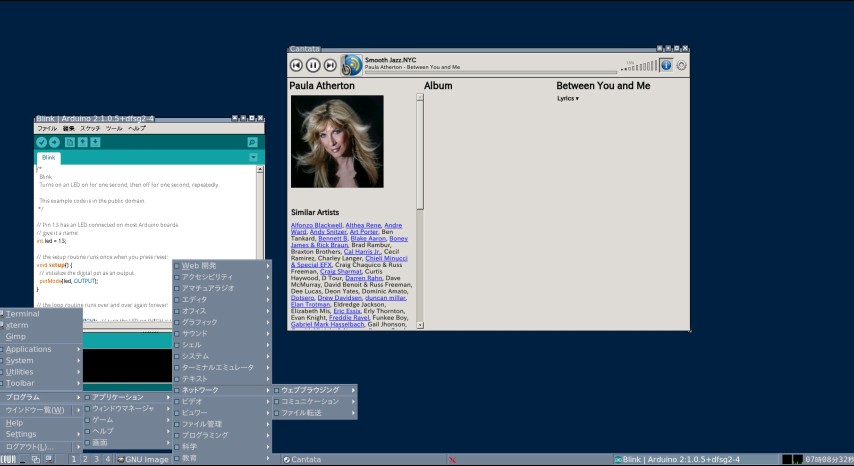 Cantata
Smooth Jazz.NYC
Paula Atherton - Between You and Me
Paula Atherton
Album
Between You and Me
Lyrics ▾
Similar Artists
Alfonzo Blackwell, Althea Rene, Andre
Ward, Andy Snitzer, Art Porter, Ben
Tankard, Bennett B, Blake Aaron, Boney
James & Rick Braun, Brad Rambur,
Braxton Brothers, Cal Harris Jr., Cecil
Ramirez, Charley Langer, Chieli Minucci
& Special EFX, Craig Chaquico & Russ
Freeman, Craig Sharmat, Curtis
Haywood, D Tour, Darren Rahn, Dave
McMurray, David Benoit & Russ Freeman,
Dee Lucas, Deon Yates, Dominic Amato,
Dotsero, Drew Davidsen, duncan millar,
Elan Trotman, Eldredge Jackson,
Elizabeth Mis, Eric Essix, Erly Thornton,
Evan Knight, Freddie Ravel, Funkee Boy,
Gabriel Mark Hasselbach, Gail Jhonson,
Blink | Arduino 2:1.0.5+dfsg2-4
ファイル 編集 スケッチ ツール ヘルプ
Blink
/*
Blink
Turns on an LED on for one second, then off for one second, repeatedly.
This example code is in the public domain.
*/
// Pin 13 has an LED connected on most Arduino boards.
// give it a name:
int led = 13;
// the setup routine runs once when you press reset:
void setup() {
// initialize the digital pin as an output.
pinMode(led, OUTPUT);
}
// the loop routine runs over and over again forever:
Terminal
Xterm
Gimp
Applications
System
Utilities
Toolbar
プログラム
ウインドウ一覧(W)
Help
Settings
ログアウト(L)...
アプリケーション
ウィンドウマネージャ
ゲーム
ヘルプ
画面
Web 開発
アクセシビリティ
アマチュアラジオ
エディタ
オフィス
グラフィック
サウンド
シェル
システム
ターミナルエミュレータ
テキスト
ネットワーク
ビデオ
ビュワー
ファイル管理
プログラミング
科学
教育
ウェブブラウジング
コミュニケーション
ファイル転送
1 2 3 4
GNU Image
Cantata
Blink | Arduino 2:1.0.5+dfsg2-4
07時08分32秒